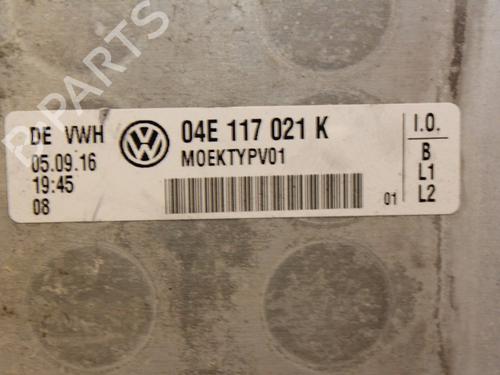 PARTS
DE VWH
05.09.16
19:45
08
04E 117 021 K
MOEKTYPV01
01
I.O.
B
L1
L2